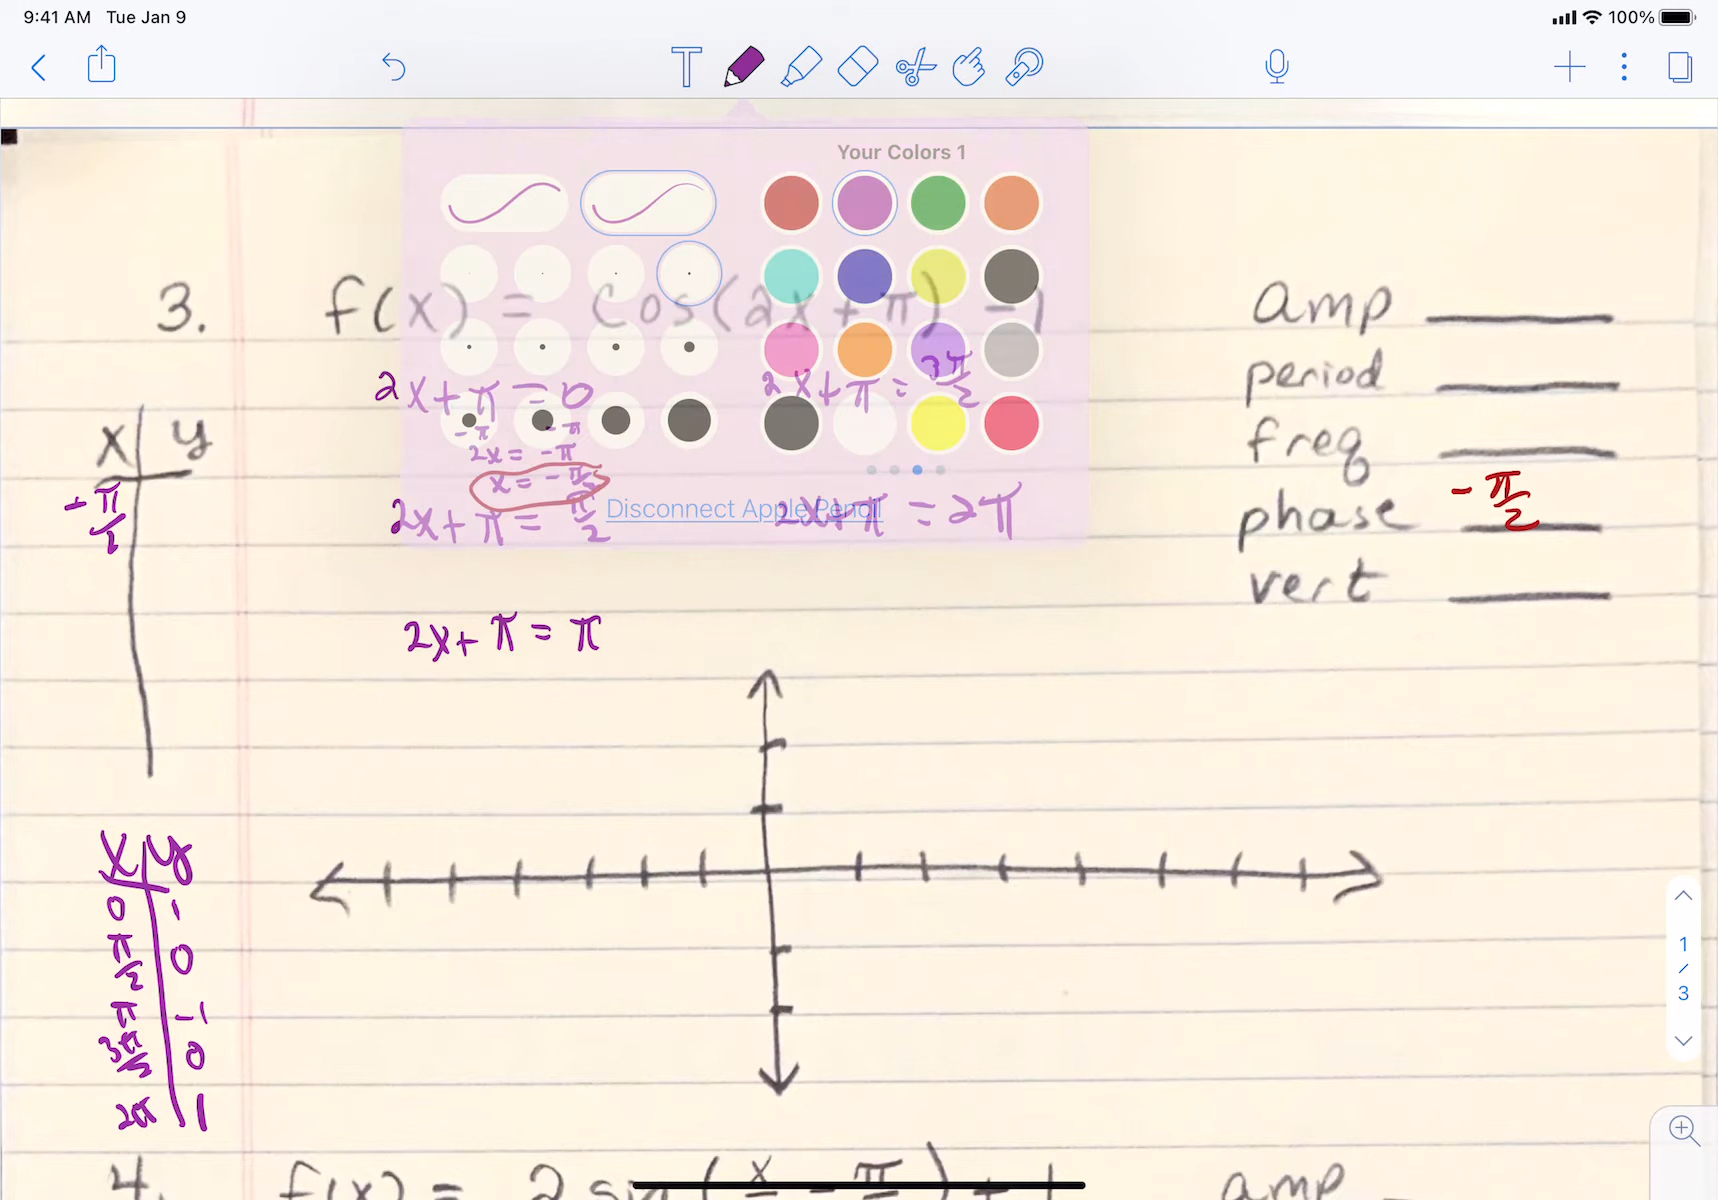 9:41 AM Tue Jan 9
100%
Your Colors 1
3. f(x) = cos(2x+π) -1
amp
period
freq
phase -π/2
vert
2x+π=0
-π -π
2x = -π
x = -π/2
2x+π = π/2
2x+π = π
2x+π = 3π/2
2x+π = 2π
Disconnect Apple Pencil
x y
-π/2
x y
0 1
π/2 0
π -1
3π/2 0
2π 1
1
/
3
4. f(x) = 2 sin(x - π) + 1
amp